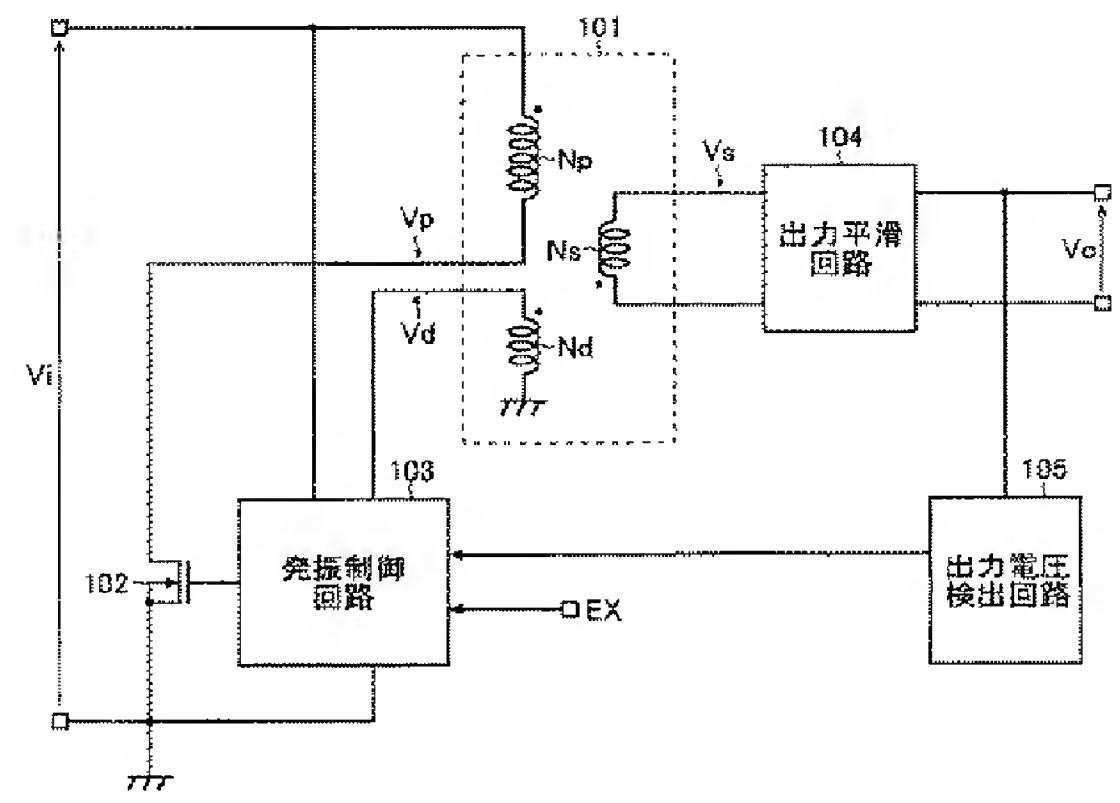 101
Np
104
Vs
Vp
Ns
出力平滑
回路
Vo
Vd
Nd
Vi
103
105
発振制御
回路
102
出力電圧
検出回路
EX